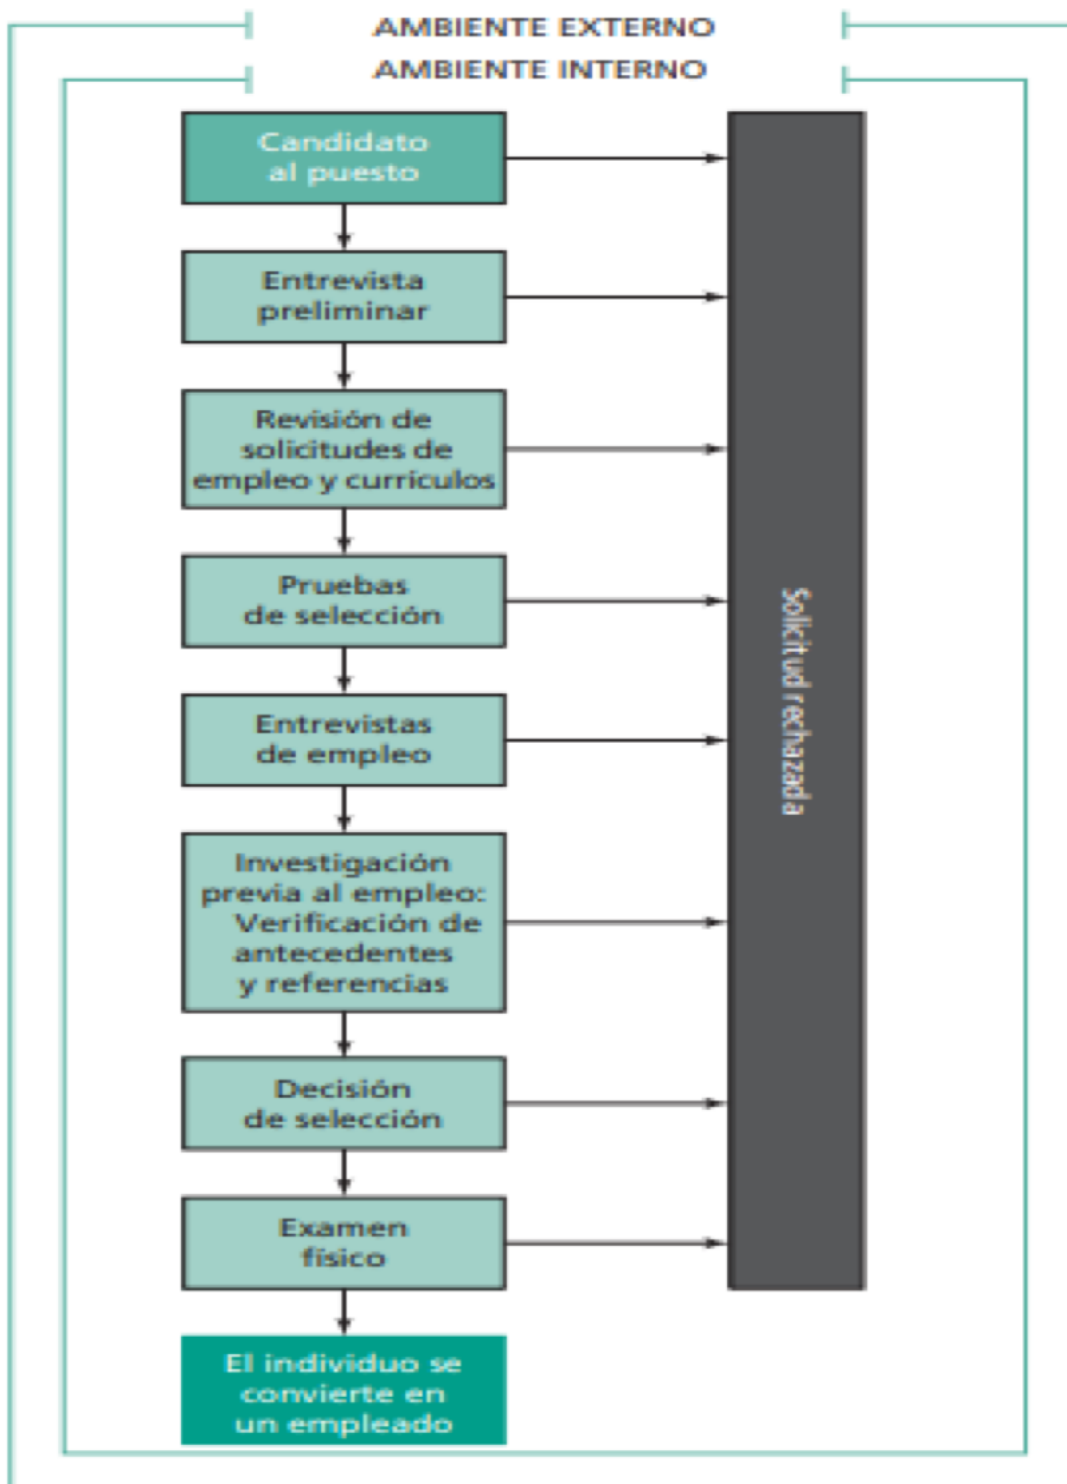 AMBIENTE EXTERNO
AMBIENTE INTERNO
Candidato
al puesto
Entrevista
preliminar
Revisión de
solicitudes de
empleo y currículos
Pruebas
de selección
Entrevistas
de empleo
Investigación
previa al empleo:
Verificación de
antecedentes
y referencias
Decisión
de selección
Examen
físico
El individuo se
convierte en
un empleado
Solicitud rechazada